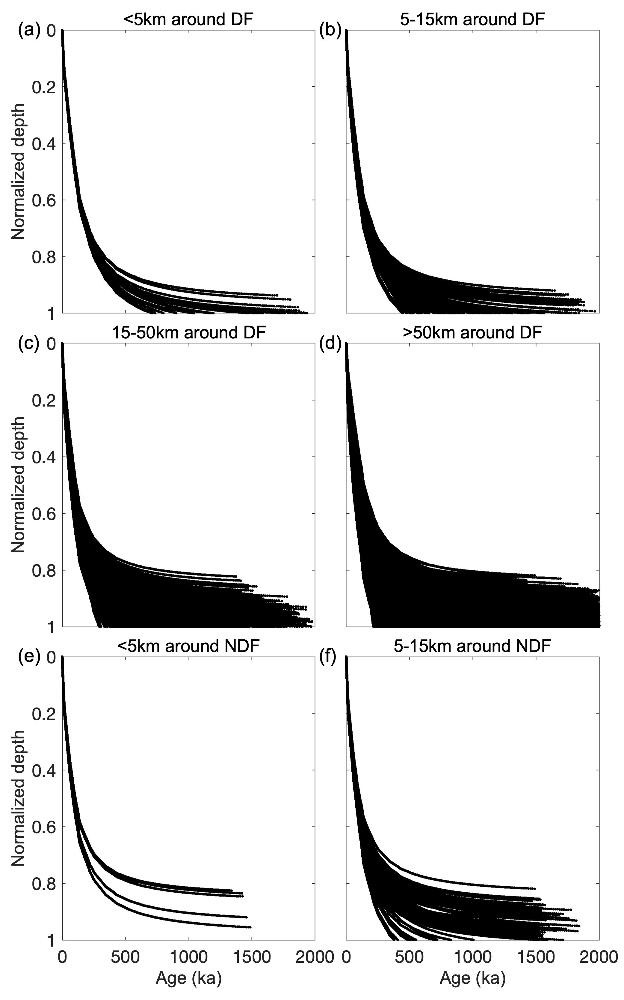 (a) <5km around DF
(b) 5-15km around DF
0
0.2
0.4
0.6
0.8
1
Normalized depth
(c) 15-50km around DF
(d) >50km around DF
0
0.2
0.4
0.6
0.8
1
Normalized depth
(e) <5km around NDF
(f) 5-15km around NDF
0
0.2
0.4
0.6
0.8
1
Normalized depth
0 500 1000 1500 2000
0 500 1000 1500 2000
Age (ka)
Age (ka)